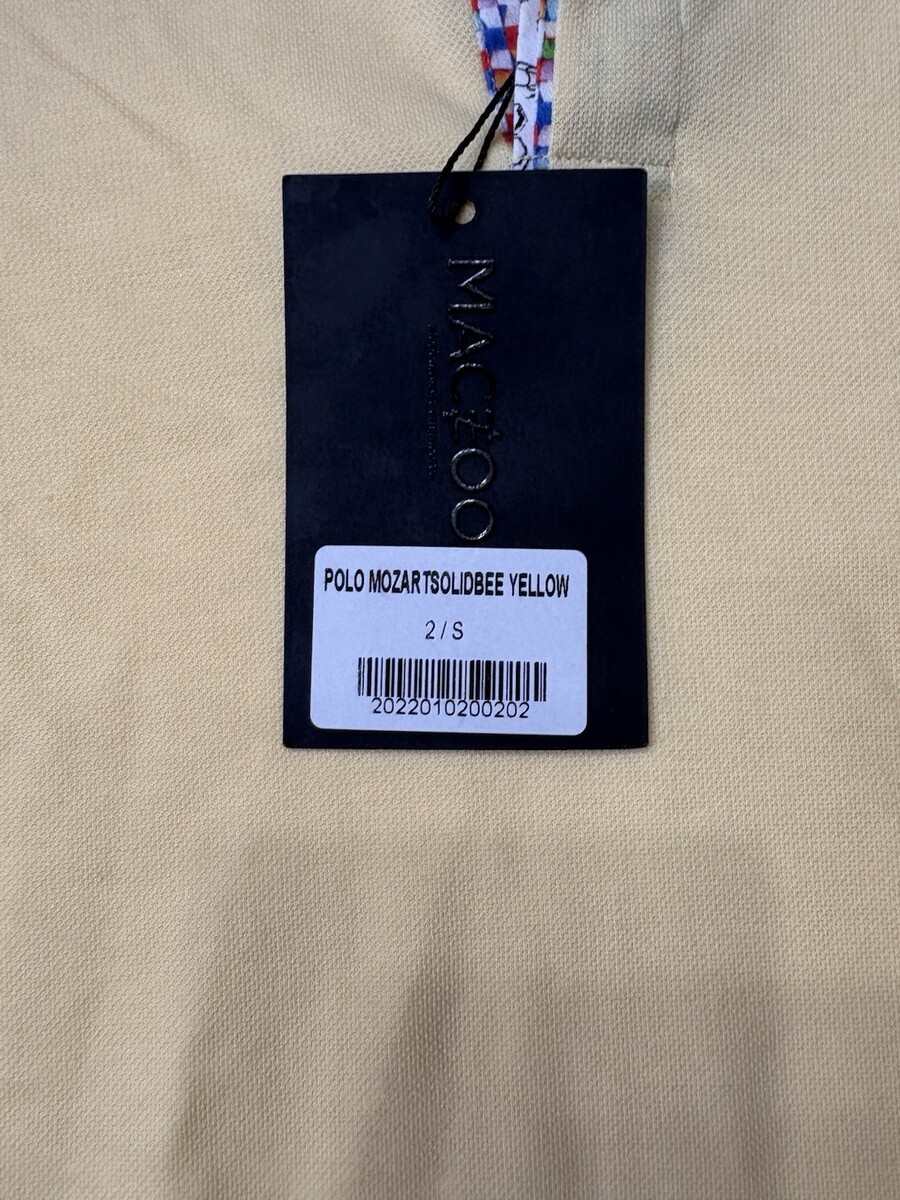 MACEOO
POLO MOZARTSOLIDBEE YELLOW
2 / S
2022010200202